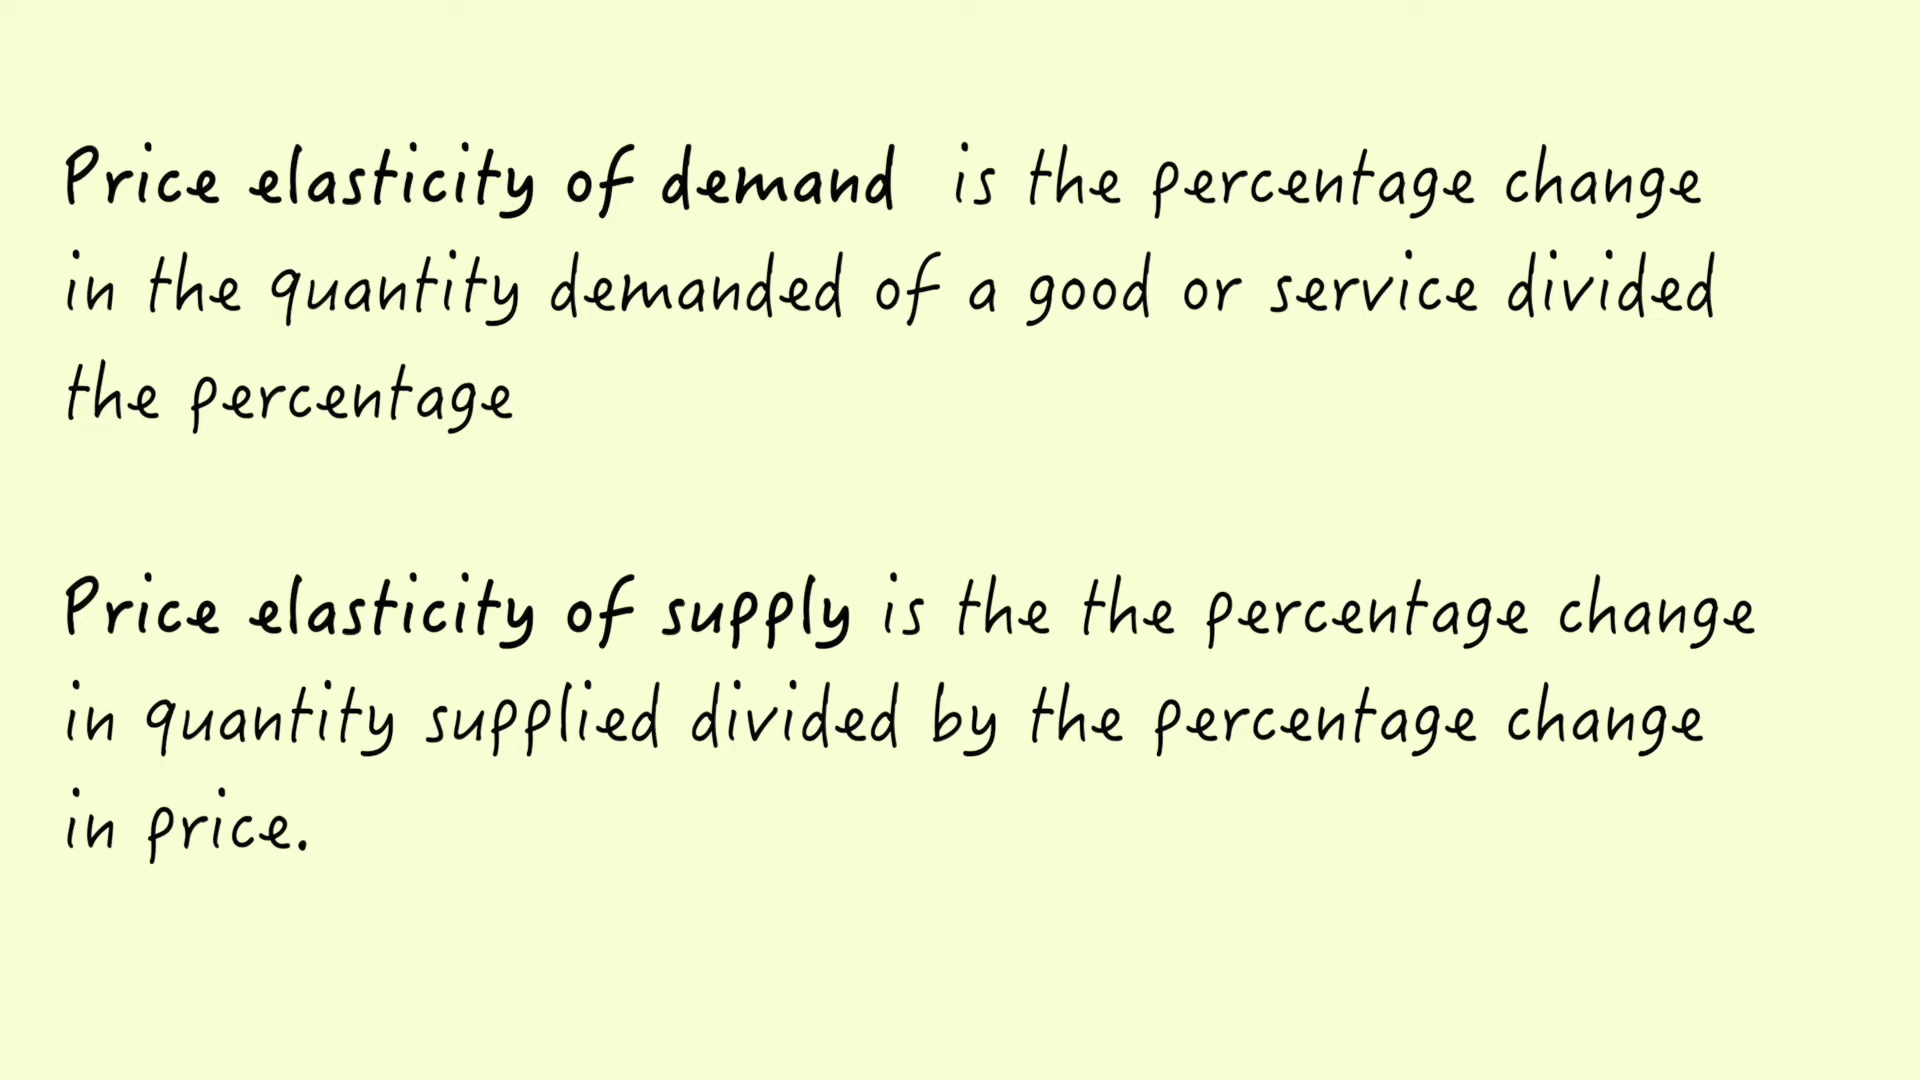 Price elasticity of demand is the percentage change
in the quantity demanded of a good or service divided
the percentage
Price elasticity of supply is the the percentage change
in quantity supplied divided by the percentage change
in price.